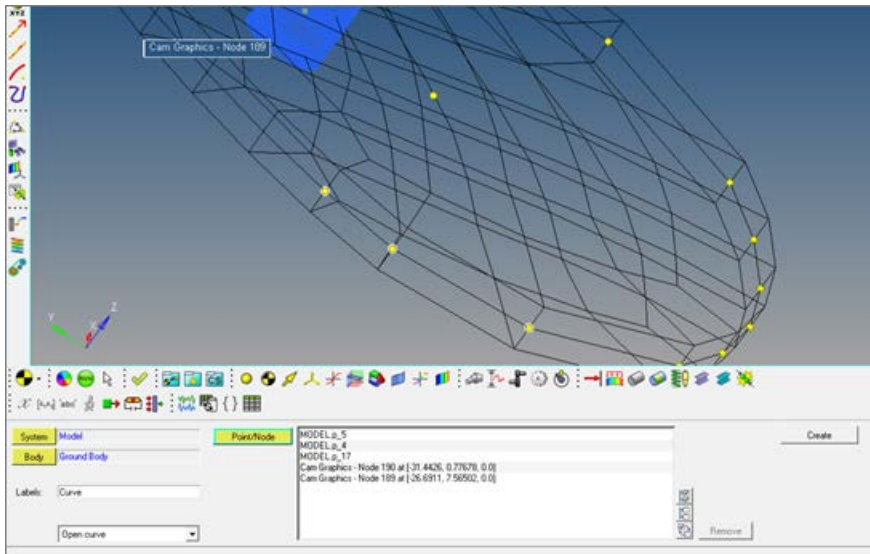 XYZ
Cam Graphics - Node 189
Y
X
Z
System
Model
Point/Node
MODEL.p_5
Create
MODEL.p_4
Body
Ground Body
MODEL.p_17
Cam Graphics - Node 190 at [-31.4426, 0.77678, 0.0]
Cam Graphics - Node 189 at [-26.6911, 7.56502, 0.0]
Labels:
Curve
Open curve
Remove